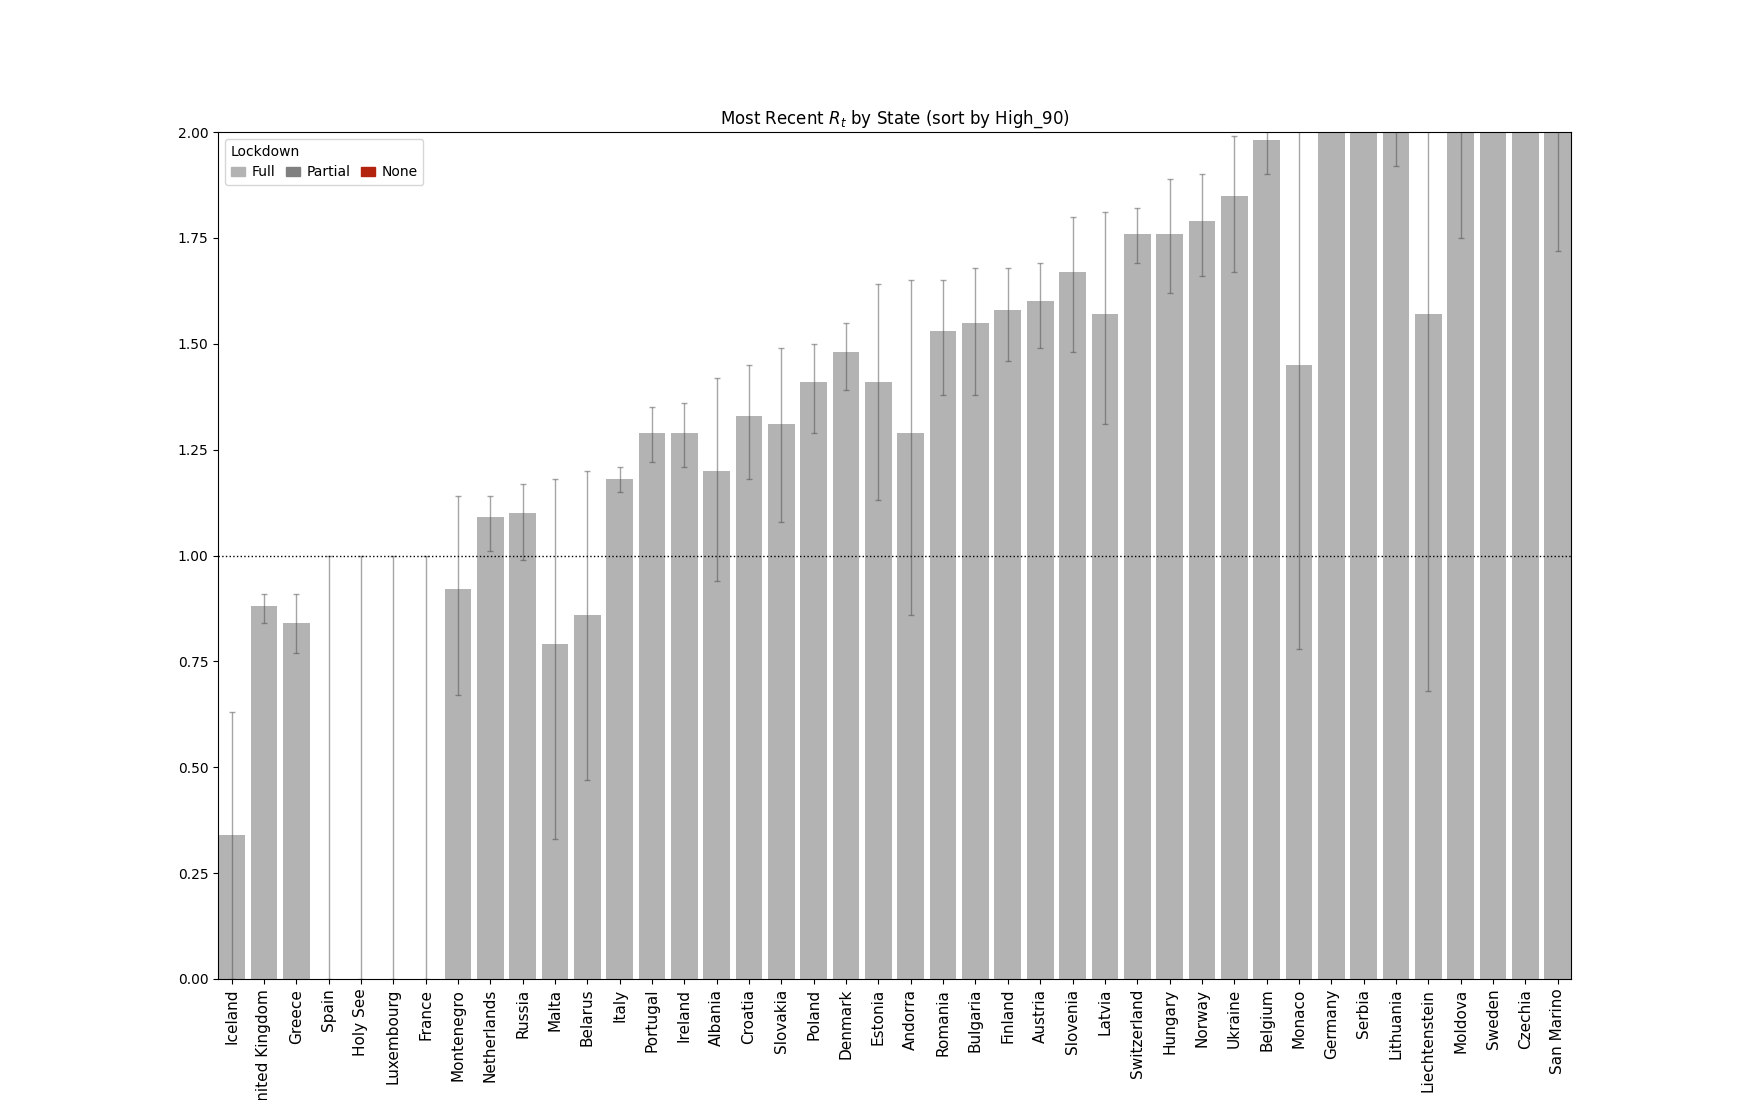 Most Recent R_t by State (sort by High_90)
Lockdown
Full Partial None
2.00
1.75
1.50
1.25
1.00
0.75
0.50
0.25
0.00
Iceland
nited Kingdom
Greece
Spain
Holy See
Luxembourg
France
Montenegro
Netherlands
Russia
Malta
Belarus
Italy
Portugal
Ireland
Albania
Croatia
Slovakia
Poland
Denmark
Estonia
Andorra
Romania
Bulgaria
Finland
Austria
Slovenia
Latvia
Switzerland
Hungary
Norway
Ukraine
Belgium
Monaco
Germany
Serbia
Lithuania
Liechtenstein
Moldova
Sweden
Czechia
San Marino